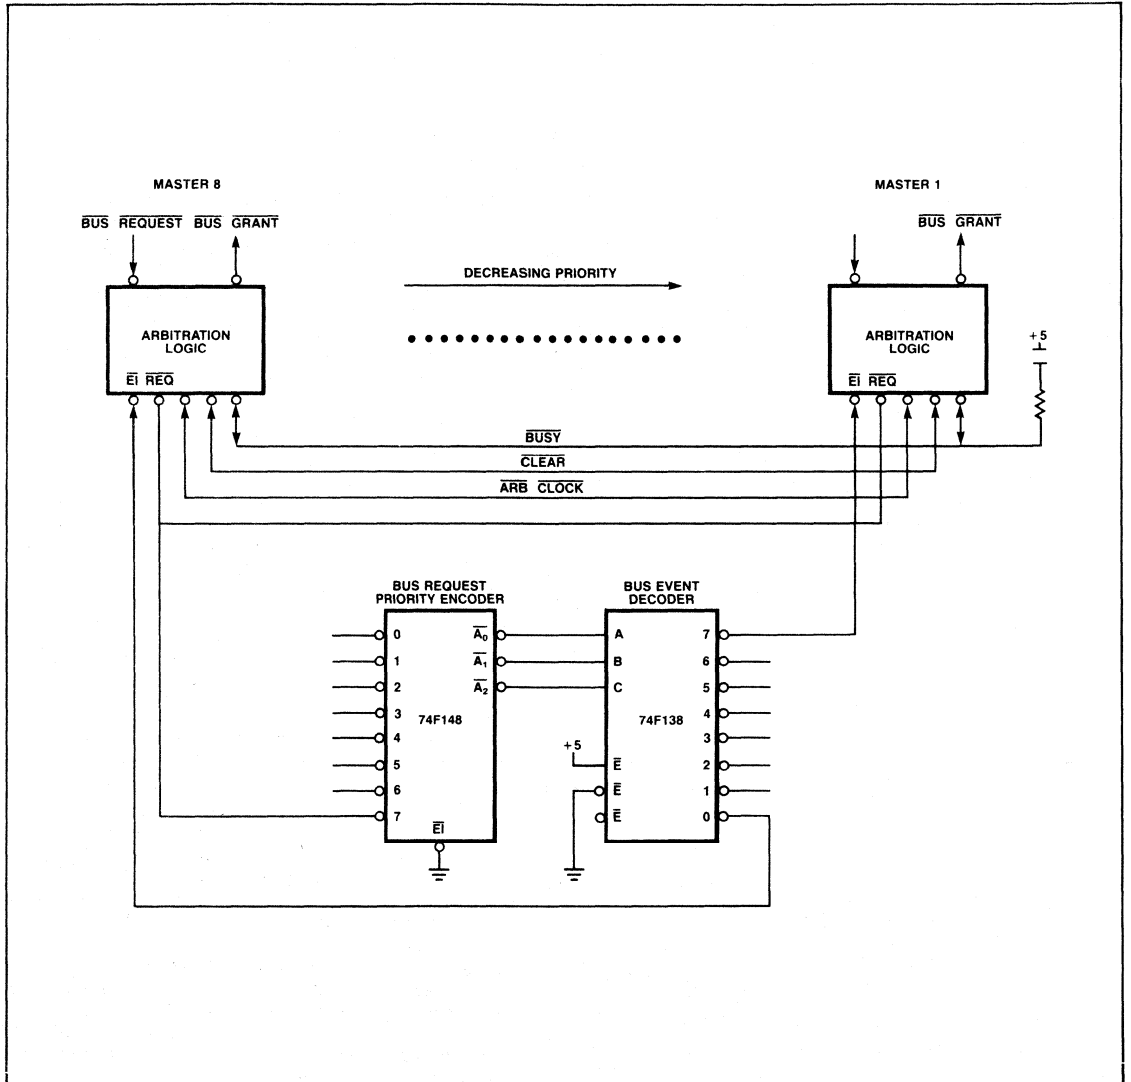 MASTER 8
MASTER 1
BUS REQUEST BUS GRANT
BUS GRANT
DECREASING PRIORITY
ARBITRATION
LOGIC
ARBITRATION
LOGIC
EI REQ
EI REQ
+5
BUSY
CLEAR
ARB CLOCK
BUS REQUEST
PRIORITY ENCODER
BUS EVENT
DECODER
0
1
2
3
4
5
6
7
A0
A1
A2
74F148
EI
A
B
C
74F138
+5
E
E
E
7
6
5
4
3
2
1
0